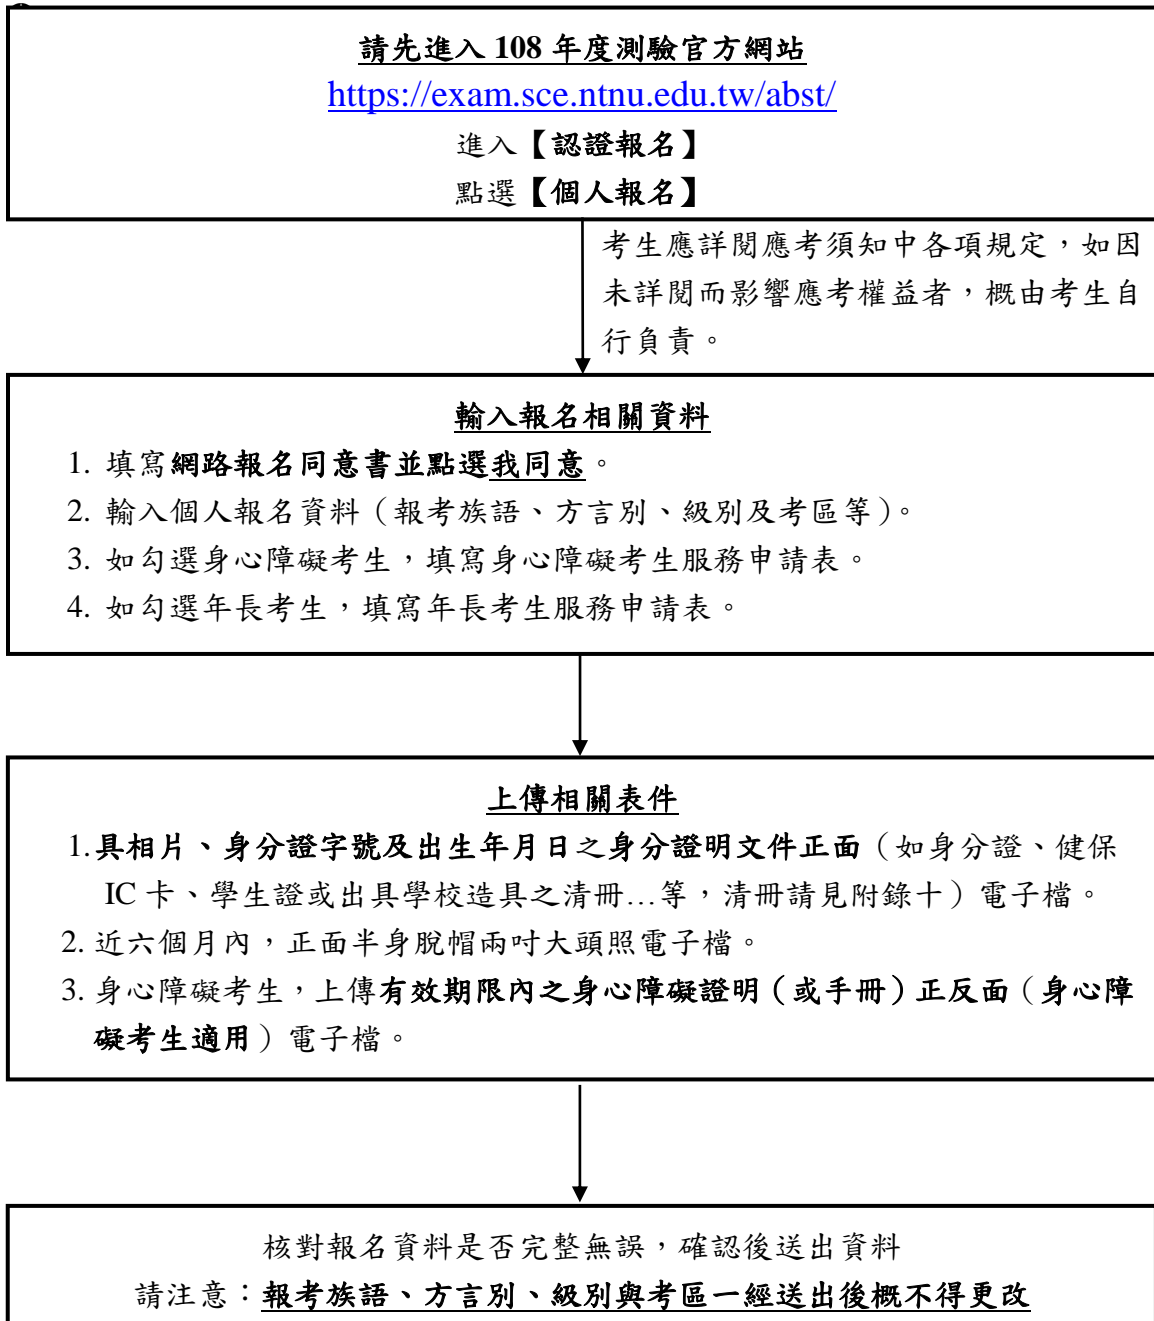 請先進入 108 年度測驗官方網站
https://exam.sce.ntnu.edu.tw/abst/
進入【認證報名】
點選【個人報名】
考生應詳閱應考須知中各項規定，如因
未詳閱而影響應考權益者，概由考生自
行負責。
輸入報名相關資料
1. 填寫網路報名同意書並點選我同意。
2. 輸入個人報名資料（報考族語、方言別、級別及考區等）。
3. 如勾選身心障礙考生，填寫身心障礙考生服務申請表。
4. 如勾選年長考生，填寫年長考生服務申請表。
上傳相關表件
1.具相片、身分證字號及出生年月日之身分證明文件正面（如身分證、健保
IC 卡、學生證或出具學校造具之清冊…等，清冊請見附錄十）電子檔。
2. 近六個月內，正面半身脫帽兩吋大頭照電子檔。
3. 身心障礙考生，上傳有效期限內之身心障礙證明（或手冊）正反面（身心障
礙考生適用）電子檔。
核對報名資料是否完整無誤，確認後送出資料
請注意：報考族語、方言別、級別與考區一經送出後概不得更改